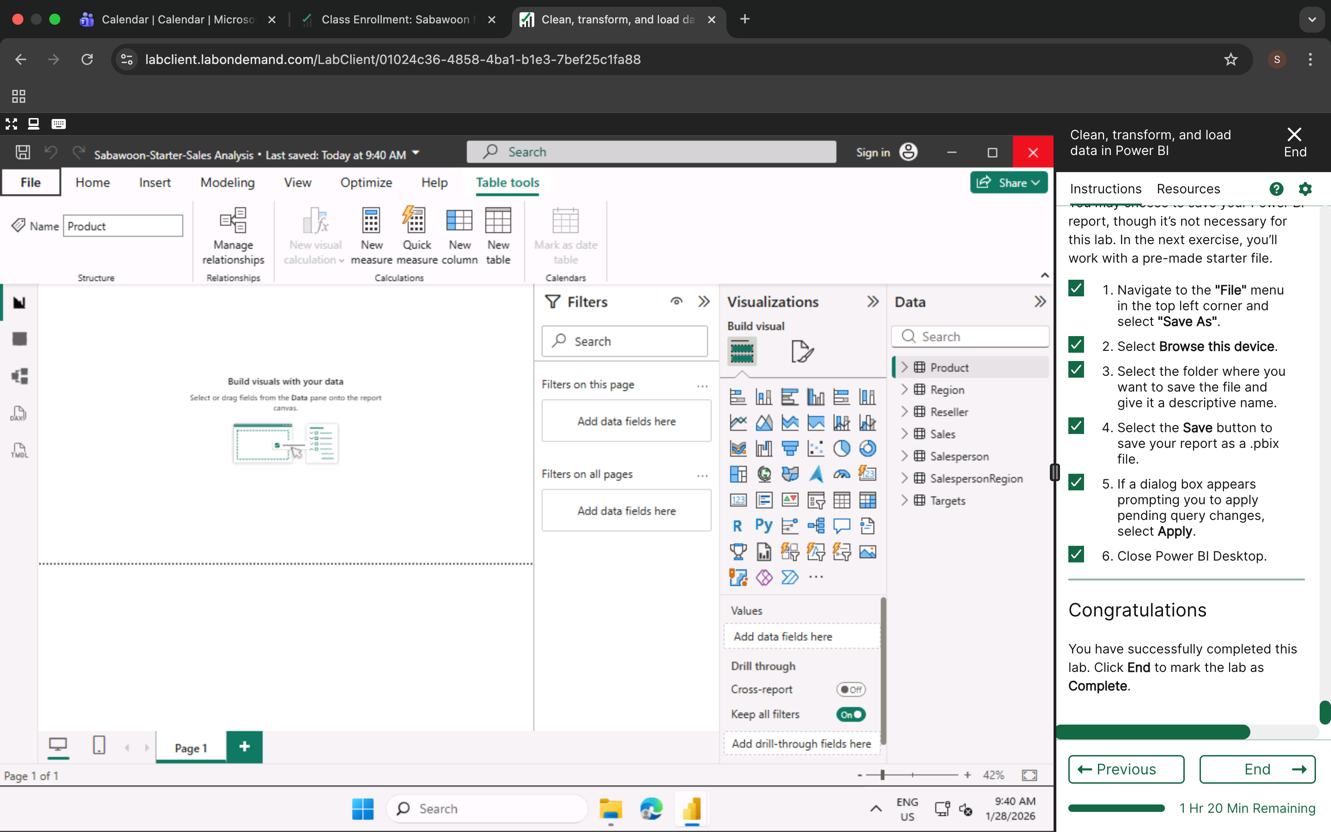 Calendar | Calendar | Microso
Class Enrollment: Sabawoon
Clean, transform, and load da
labclient.labondemand.com/LabClient/01024c36-4858-4ba1-b1e3-7bef25c1fa88
S
Sabawoon-Starter-Sales Analysis • Last saved: Today at 9:40 AM
Search
Sign in
File
Home
Insert
Modeling
View
Optimize
Help
Table tools
Share
Name
Product
Manage relationships
New visual calculation
New measure
Quick measure
New column
New table
Mark as date table
Structure
Relationships
Calculations
Calendars
DAX
TMDL
Build visuals with your data
Select or drag fields from the Data pane onto the report
canvas.
Filters
Search
Filters on this page
...
Add data fields here
Filters on all pages
...
Add data fields here
Visualizations
Build visual
123
R
Py
...
Values
Add data fields here
Drill through
Cross-report
Off
Keep all filters
On
Add drill-through fields here
Data
Search
Product
Region
Reseller
Sales
Salesperson
SalespersonRegion
Targets
Page 1
+
Page 1 of 1
- + 42%
Search
ENG
US
9:40 AM
1/28/2026
Clean, transform, and load
data in Power BI
End
Instructions
Resources
You may choose to save your Power BI
report, though it's not necessary for
this lab. In the next exercise, you'll
work with a pre-made starter file.
1. Navigate to the "File" menu
in the top left corner and
select "Save As".
2. Select Browse this device.
3. Select the folder where you
want to save the file and
give it a descriptive name.
4. Select the Save button to
save your report as a .pbix
file.
5. If a dialog box appears
prompting you to apply
pending query changes,
select Apply.
6. Close Power BI Desktop.
Congratulations
You have successfully completed this
lab. Click End to mark the lab as
Complete.
Previous
End
1 Hr 20 Min Remaining